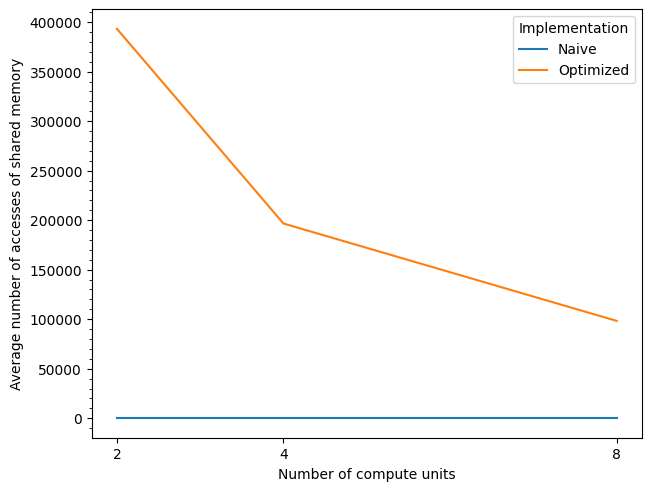 Implementation
Naive
Optimized
Average number of accesses of shared memory
400000
350000
300000
250000
200000
150000
100000
50000
0
2
4
8
Number of compute units